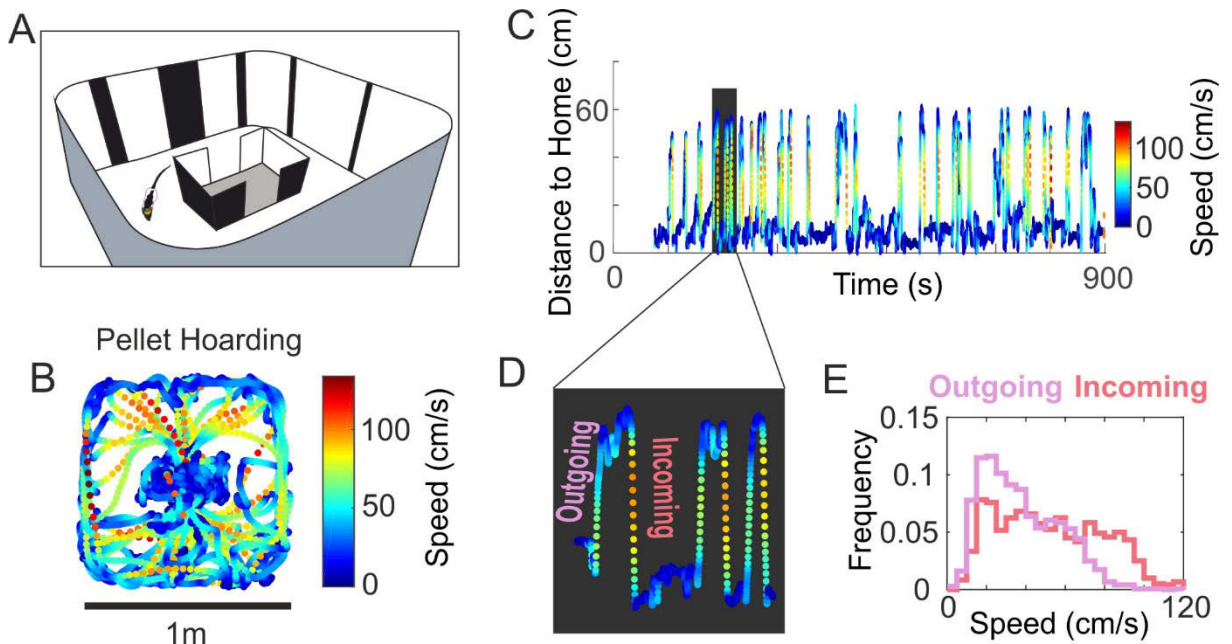 A
Pellet Hoarding
B
100
50
0
Speed (cm/s)
1m
C
Distance to Home (cm)
60
0
0
900
Time (s)
100
50
0
Speed (cm/s)
D
Outgoing
Incoming
E
Outgoing Incoming
0.15
0.1
0.05
0
Frequency
0
120
Speed (cm/s)